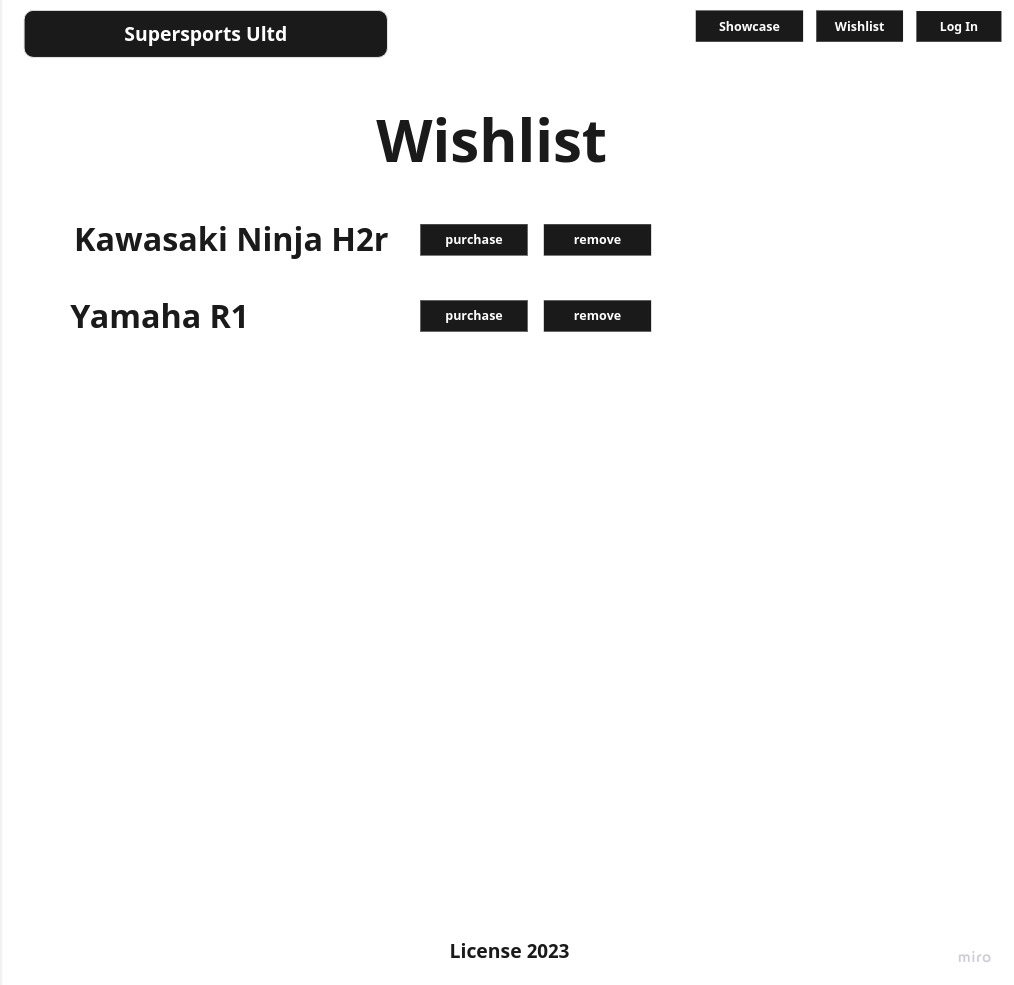 Supersports Ultd
Showcase
Wishlist
Log In
Wishlist
Kawasaki Ninja H2r
purchase
remove
Yamaha R1
purchase
remove
License 2023
miro